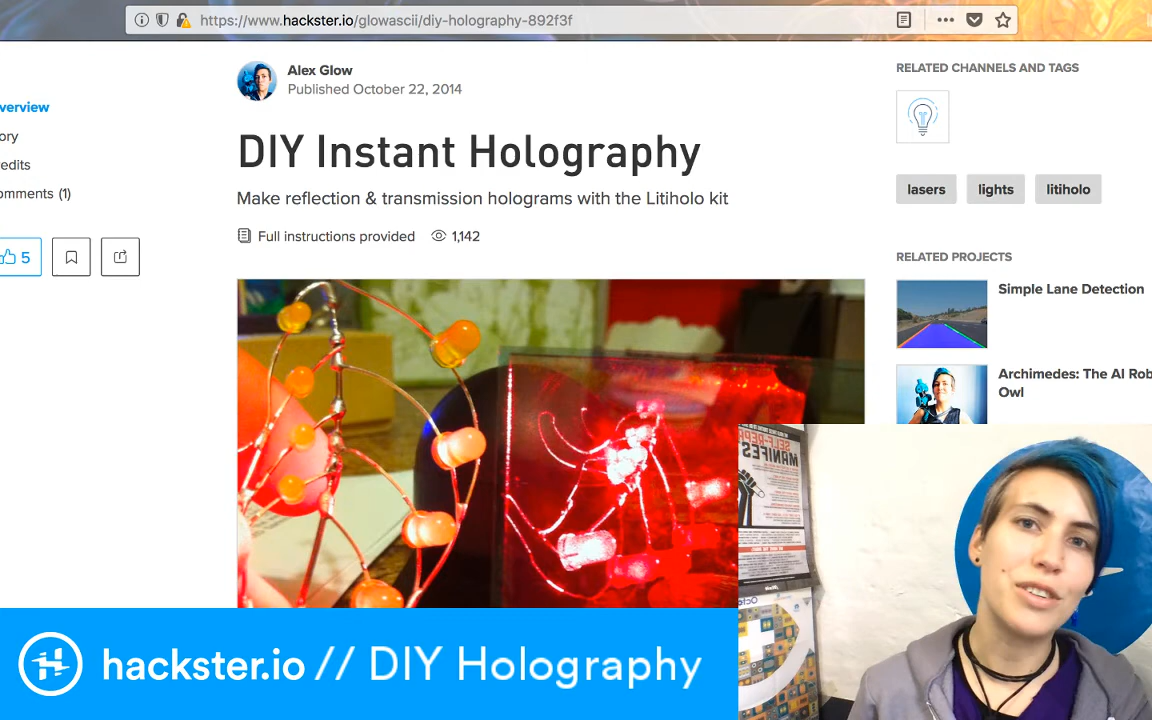 https://www.hackster.io/glowascii/diy-holography-892f3f
verview
ory
edits
omments (1)
5
Alex Glow
Published October 22, 2014
DIY Instant Holography
Make reflection & transmission holograms with the Litiholo kit
Full instructions provided
1,142
RELATED CHANNELS AND TAGS
lasers
lights
litiholo
RELATED PROJECTS
Simple Lane Detection
Archimedes: The AI Rob
Owl
SELF-REPA
MANIFES
hackster.io // DIY Holography